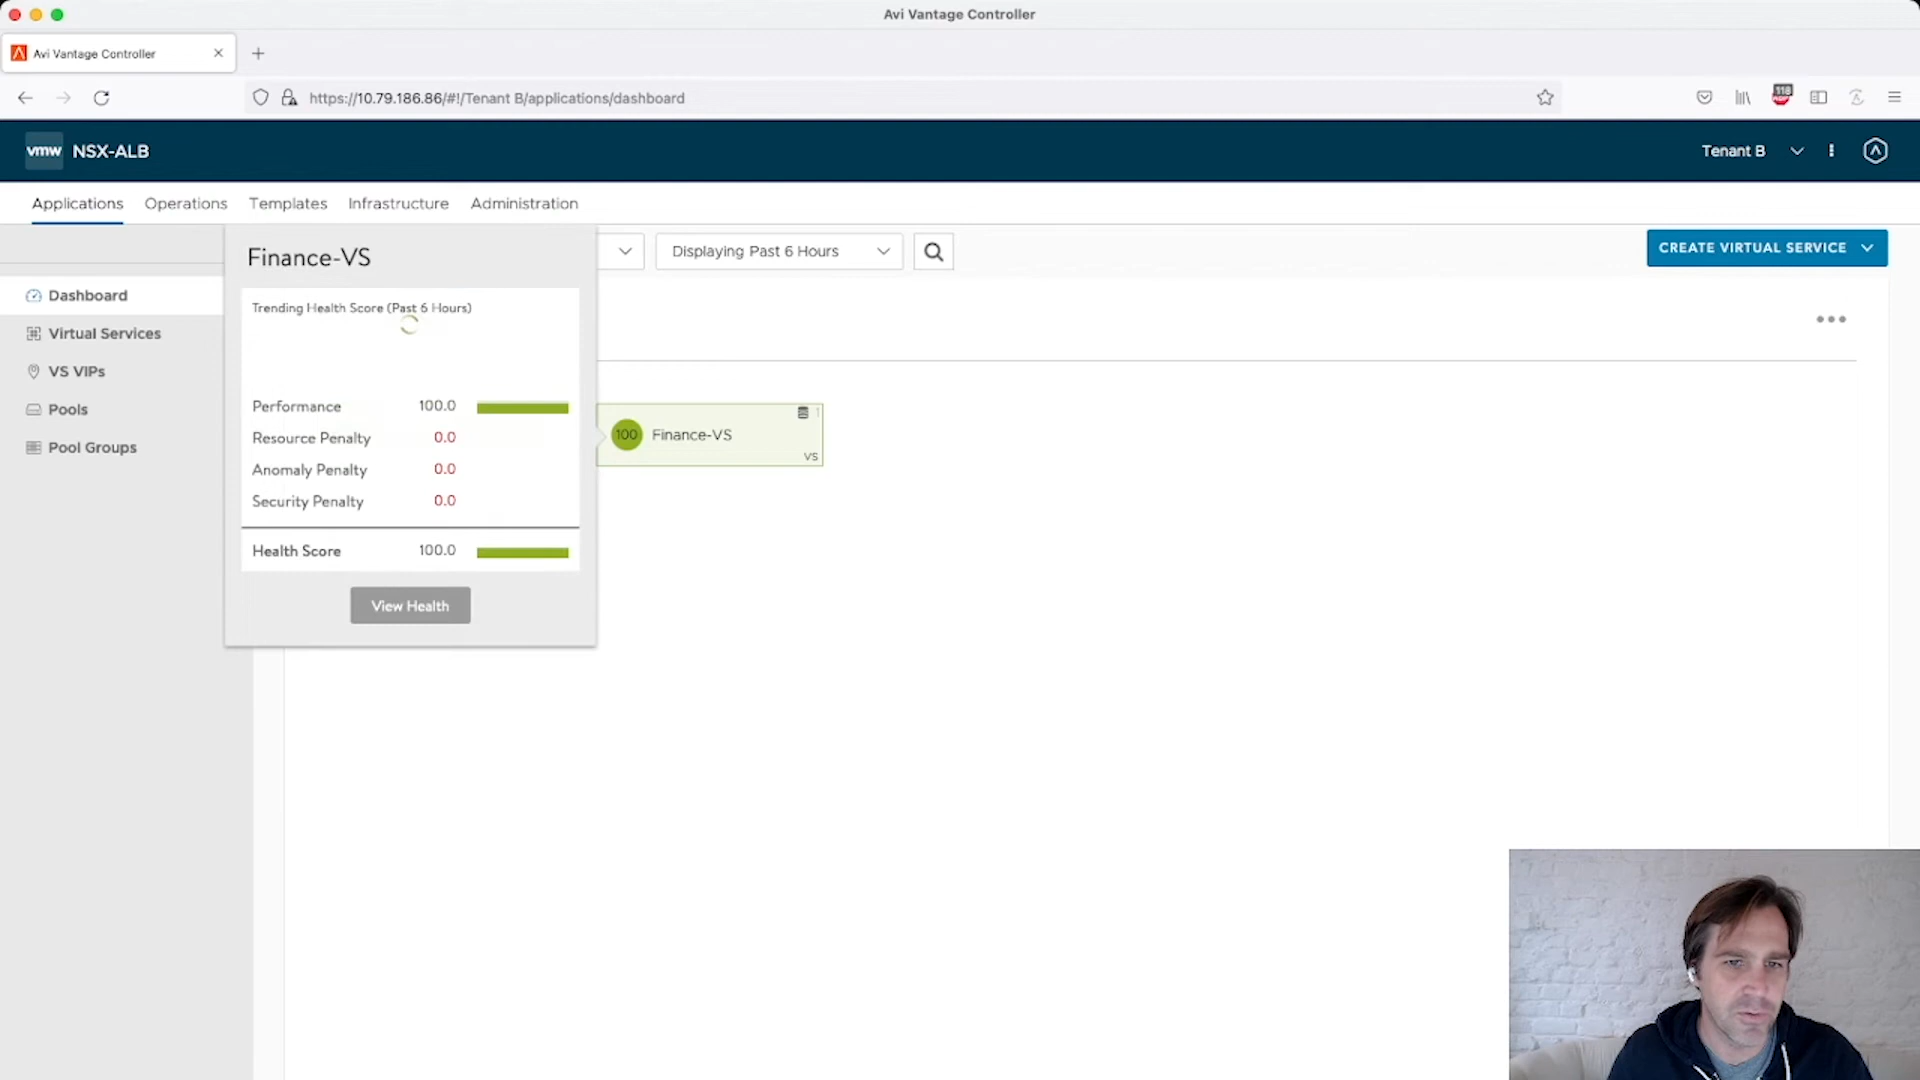 Avi Vantage Controller
Avi Vantage Controller
https://10.79.186.86/#!/Tenant B/applications/dashboard
118
vmw NSX-ALB
Tenant B
Applications Operations Templates Infrastructure Administration
Finance-VS
Displaying Past 6 Hours
CREATE VIRTUAL SERVICE
Dashboard
Virtual Services
VS VIPs
Pools
Pool Groups
Trending Health Score (Past 6 Hours)
Performance 100.0
Resource Penalty 0.0
Anomaly Penalty 0.0
Security Penalty 0.0
Health Score 100.0
View Health
1
100 Finance-VS
VS